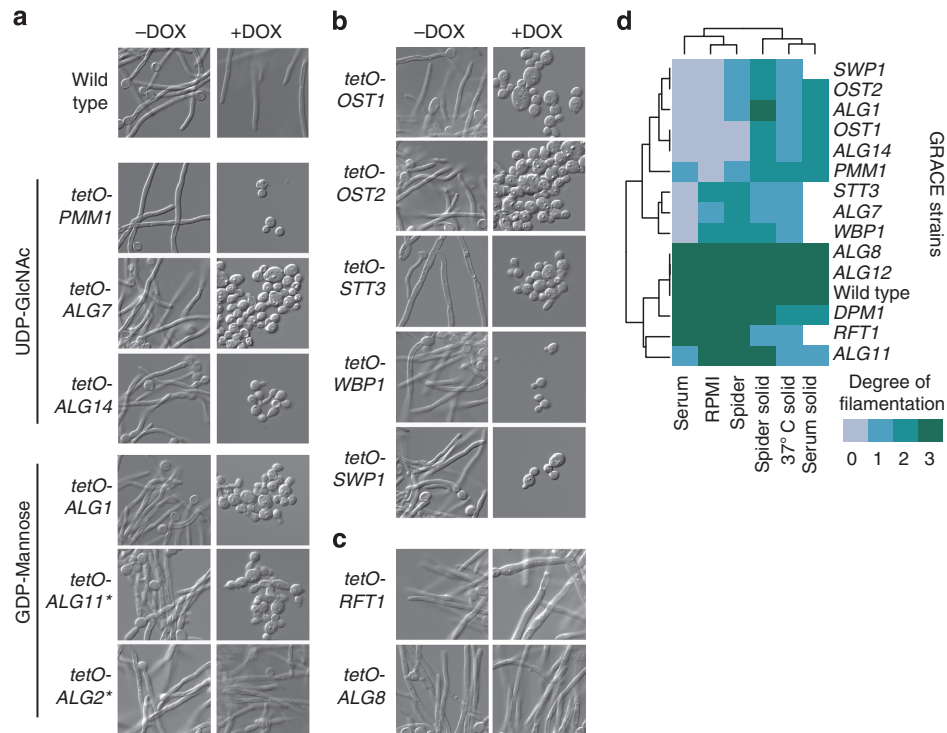 a
–DOX
+DOX
Wild
type
UDP-GlcNAc
tetO-
PMM1
tetO-
ALG7
tetO-
ALG14
GDP-Mannose
tetO-
ALG1
tetO-
ALG11*
tetO-
ALG2*
b
–DOX
+DOX
tetO-
OST1
tetO-
OST2
tetO-
STT3
tetO-
WBP1
tetO-
SWP1
c
tetO-
RFT1
tetO-
ALG8
d
SWP1
OST2
ALG1
OST1
ALG14
PMM1
STT3
ALG7
WBP1
ALG8
ALG12
Wild type
DPM1
RFT1
ALG11
GRACE strains
Serum
RPMI
Spider
Spider solid
37° C solid
Serum solid
Degree of
filamentation
0 1 2 3